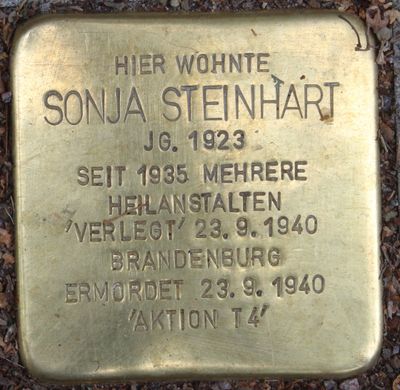 HIER WOHNTE
SONJA STEINHART
JG. 1923
SEIT 1935 MEHRERE
HEILANSTALTEN
'VERLEGT' 23.9.1940
BRANDENBURG
ERMORDET 23.9.1940
'AKTION T4'